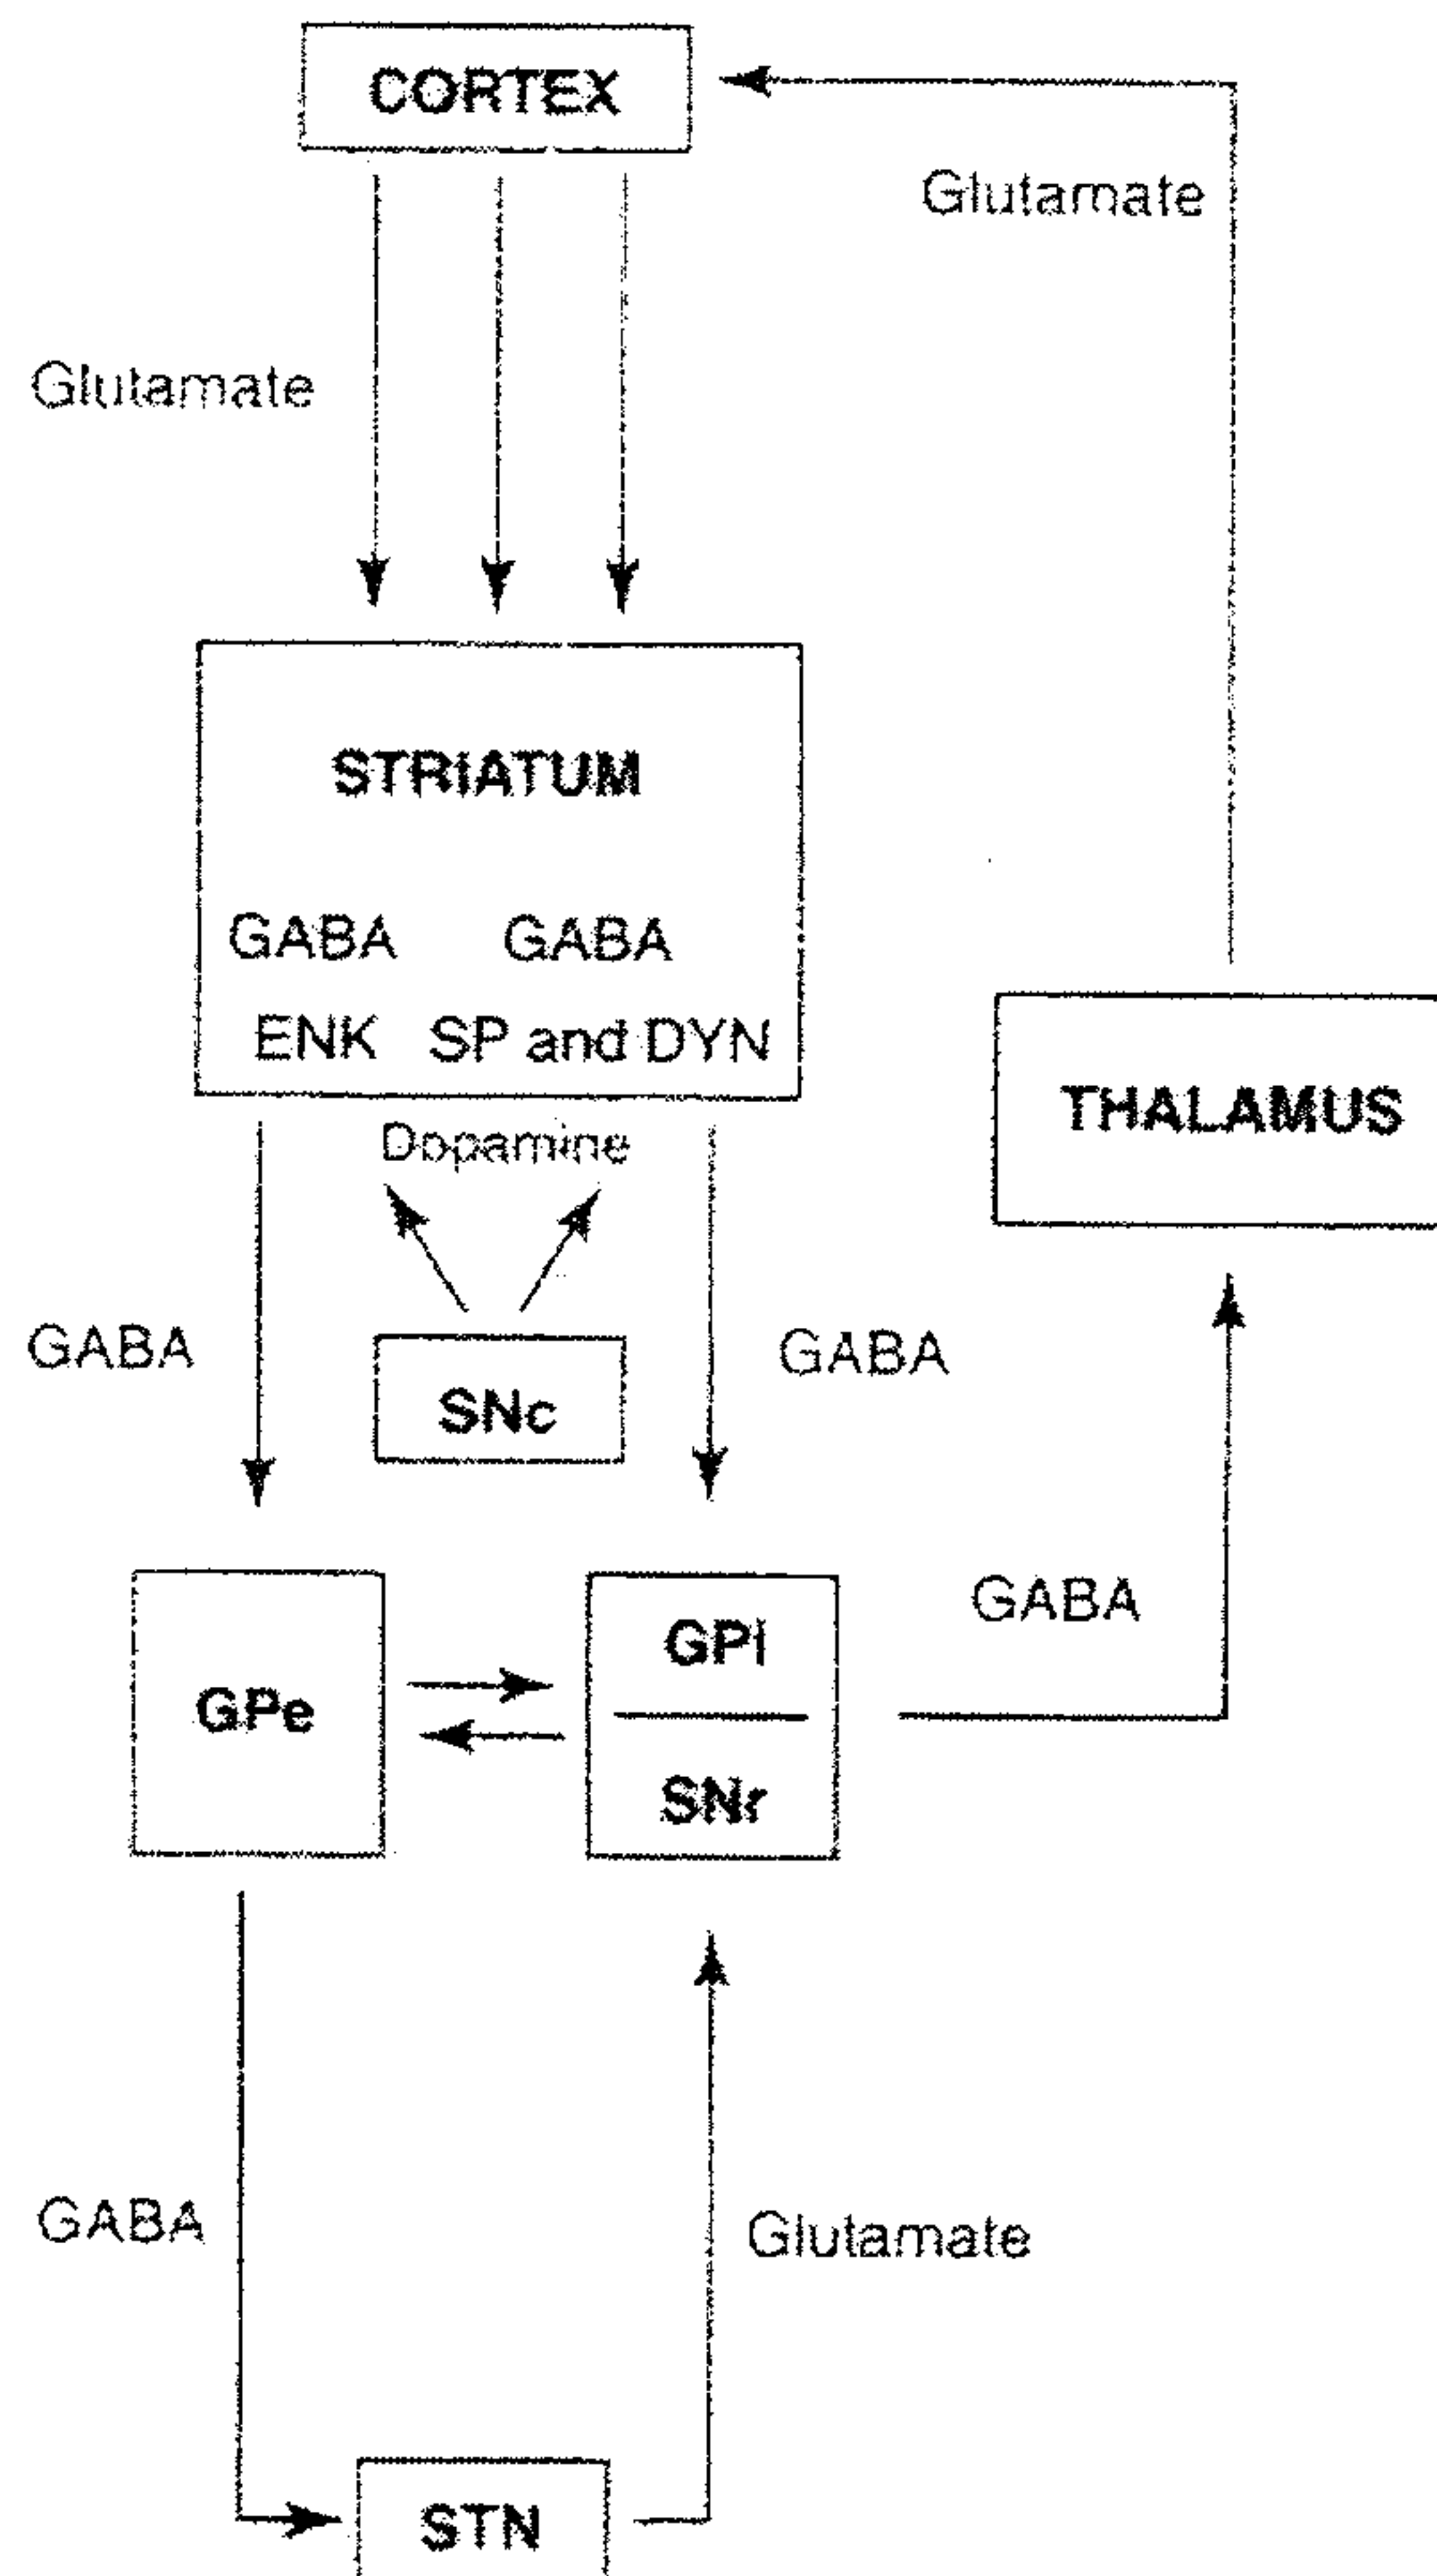 CORTEX
Glutamate
Glutamate
STRIATUM
GABA GABA
ENK SP and DYN
Dopamine
THALAMUS
GABA
GABA
SNc
GABA
GPe
GPi
SNr
GABA
Glutamate
STN